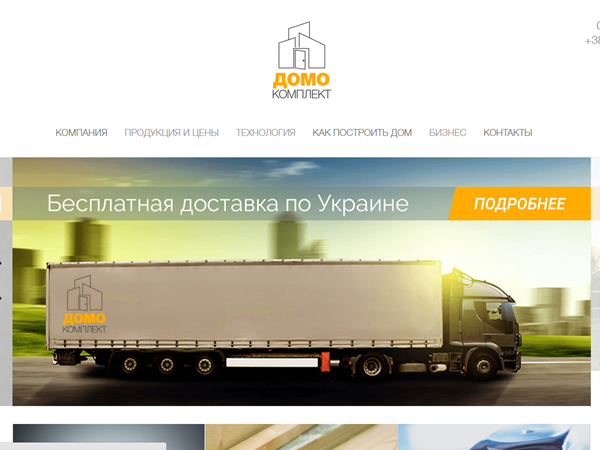 ДОМО
КОМПЛЕКТ
+38
КОМПАНИЯ ПРОДУКЦИЯ И ЦЕНЫ ТЕХНОЛОГИЯ КАК ПОСТРОИТЬ ДОМ БИЗНЕС КОНТАКТЫ
Бесплатная доставка по Украине ПОДРОБНЕЕ
ДОМО
КОМПЛЕКТ